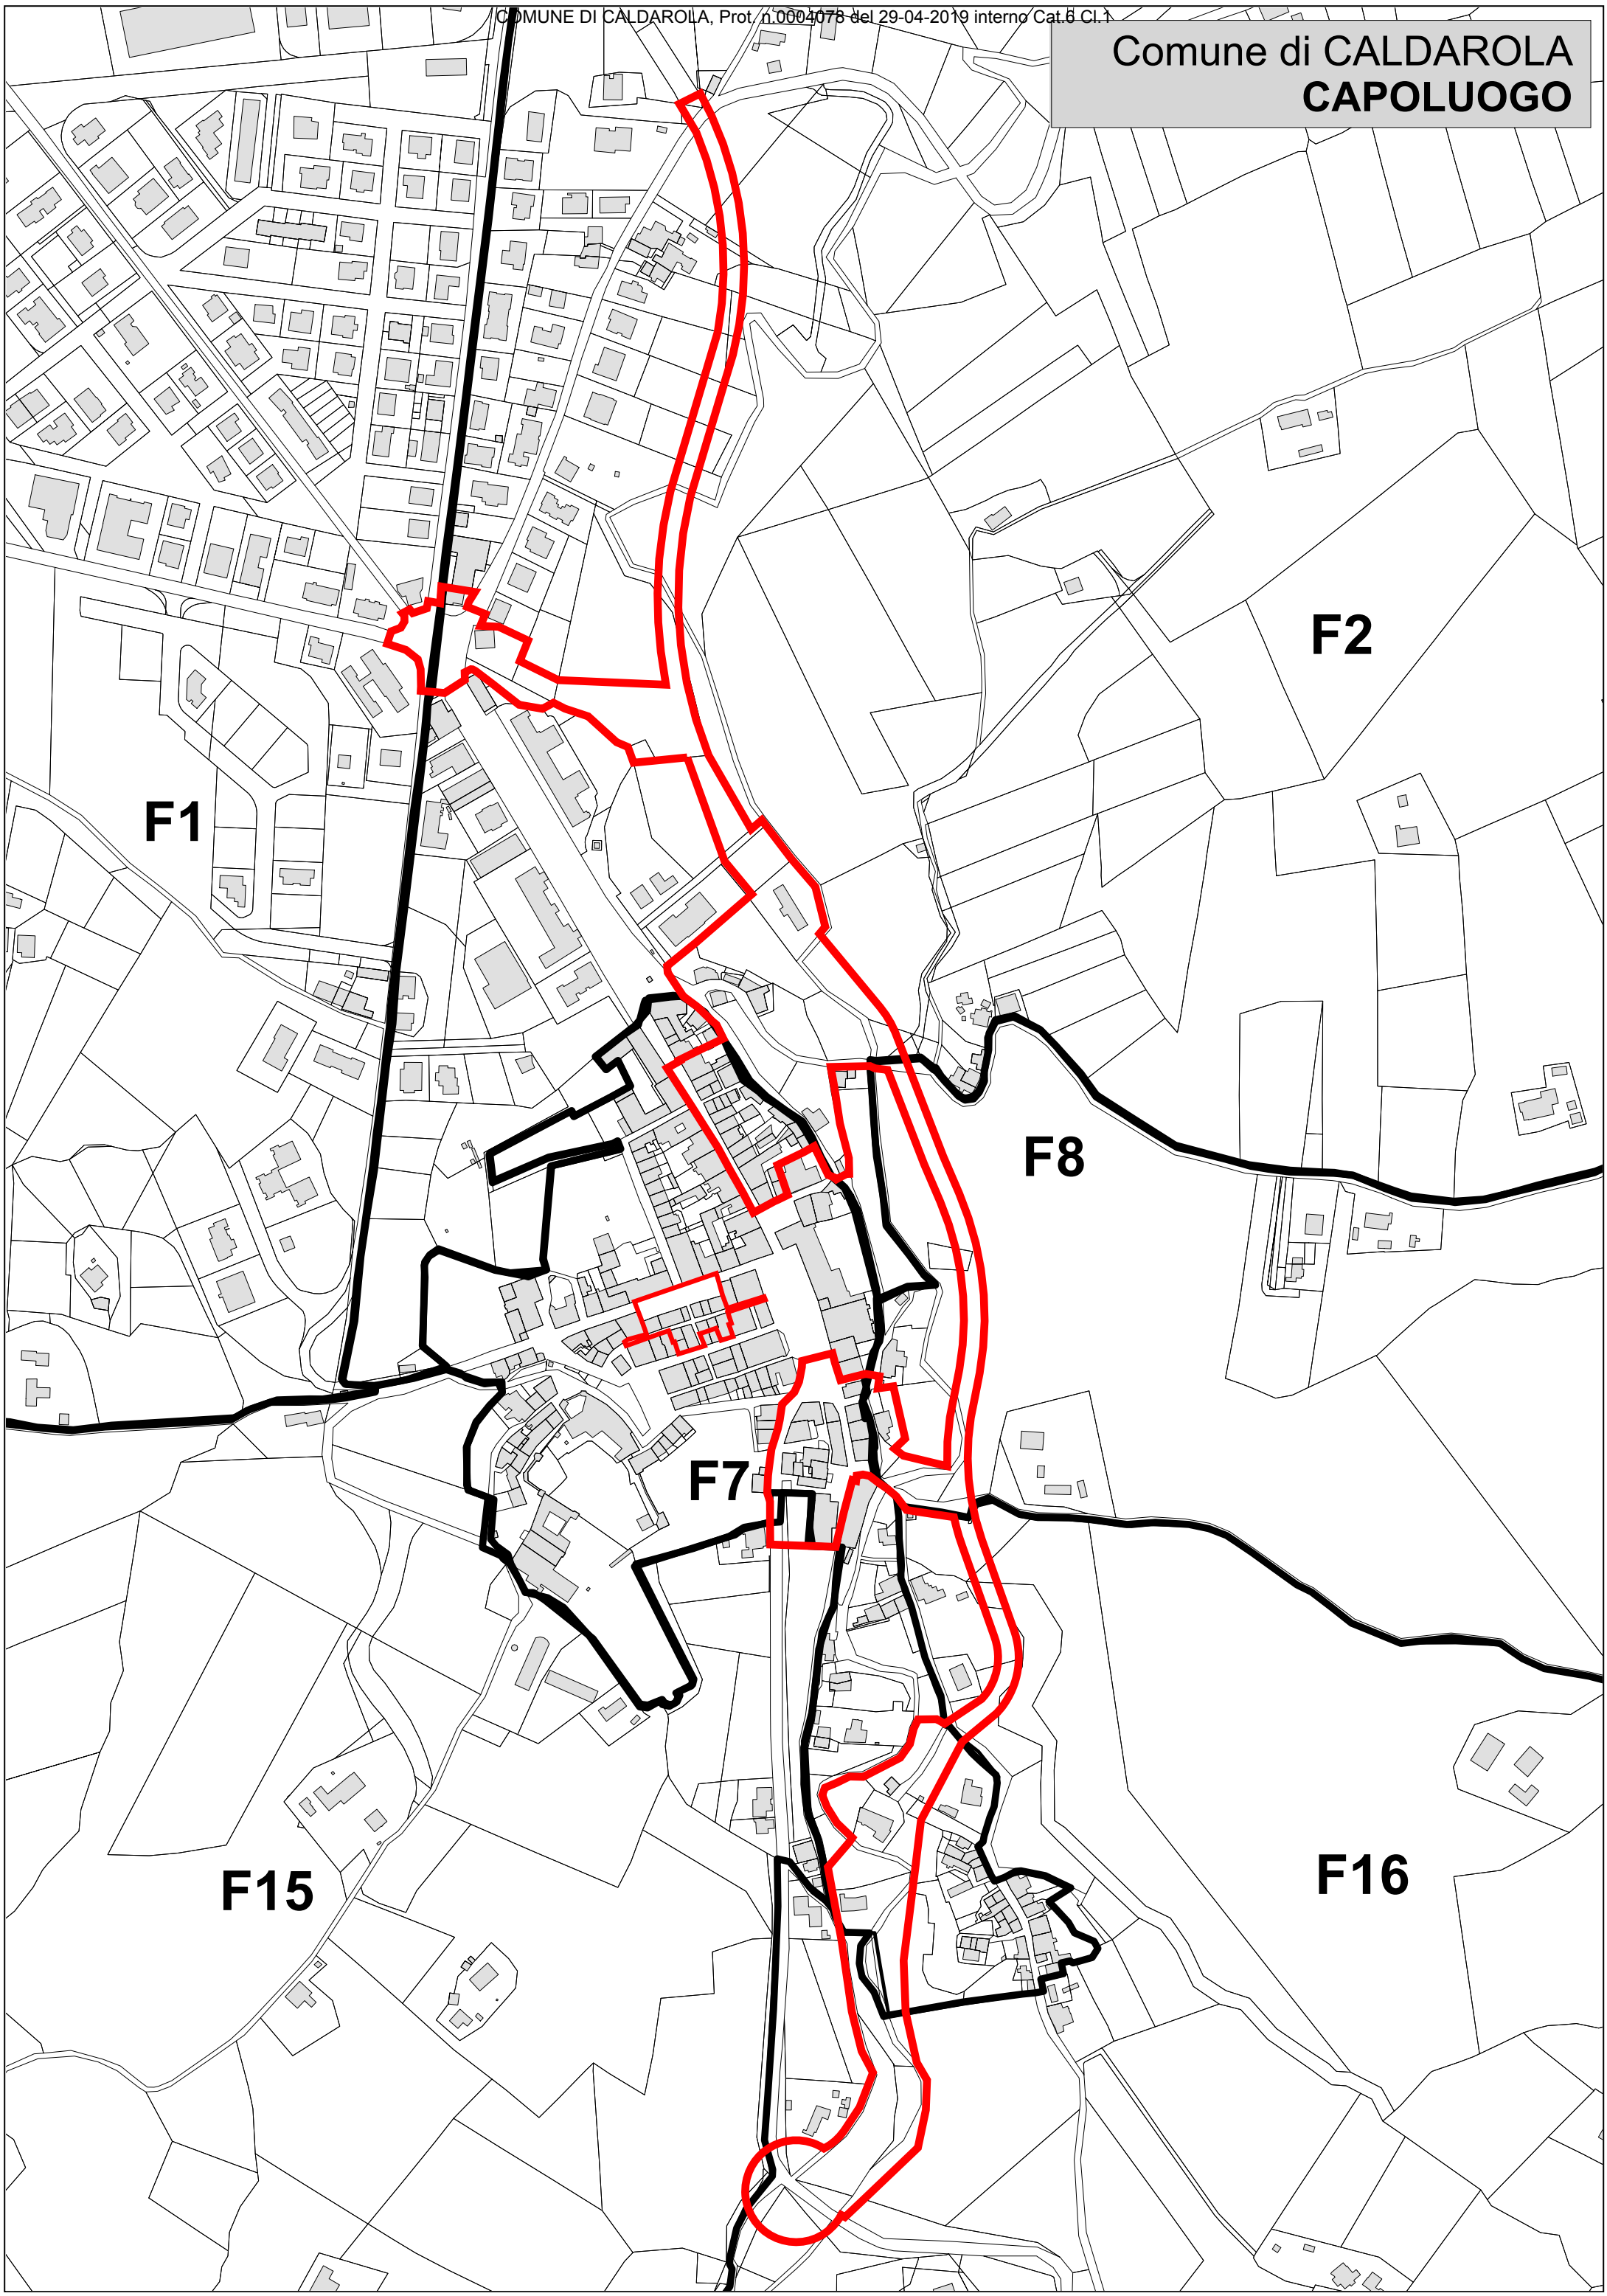 COMUNE DI CALDAROLA, Prot. n.0004078 del 29-04-2019 interno Cat.6 Cl.1
Comune di CALDAROLA
CAPOLUOGO
F2
F1
F8
F7
F16
F15